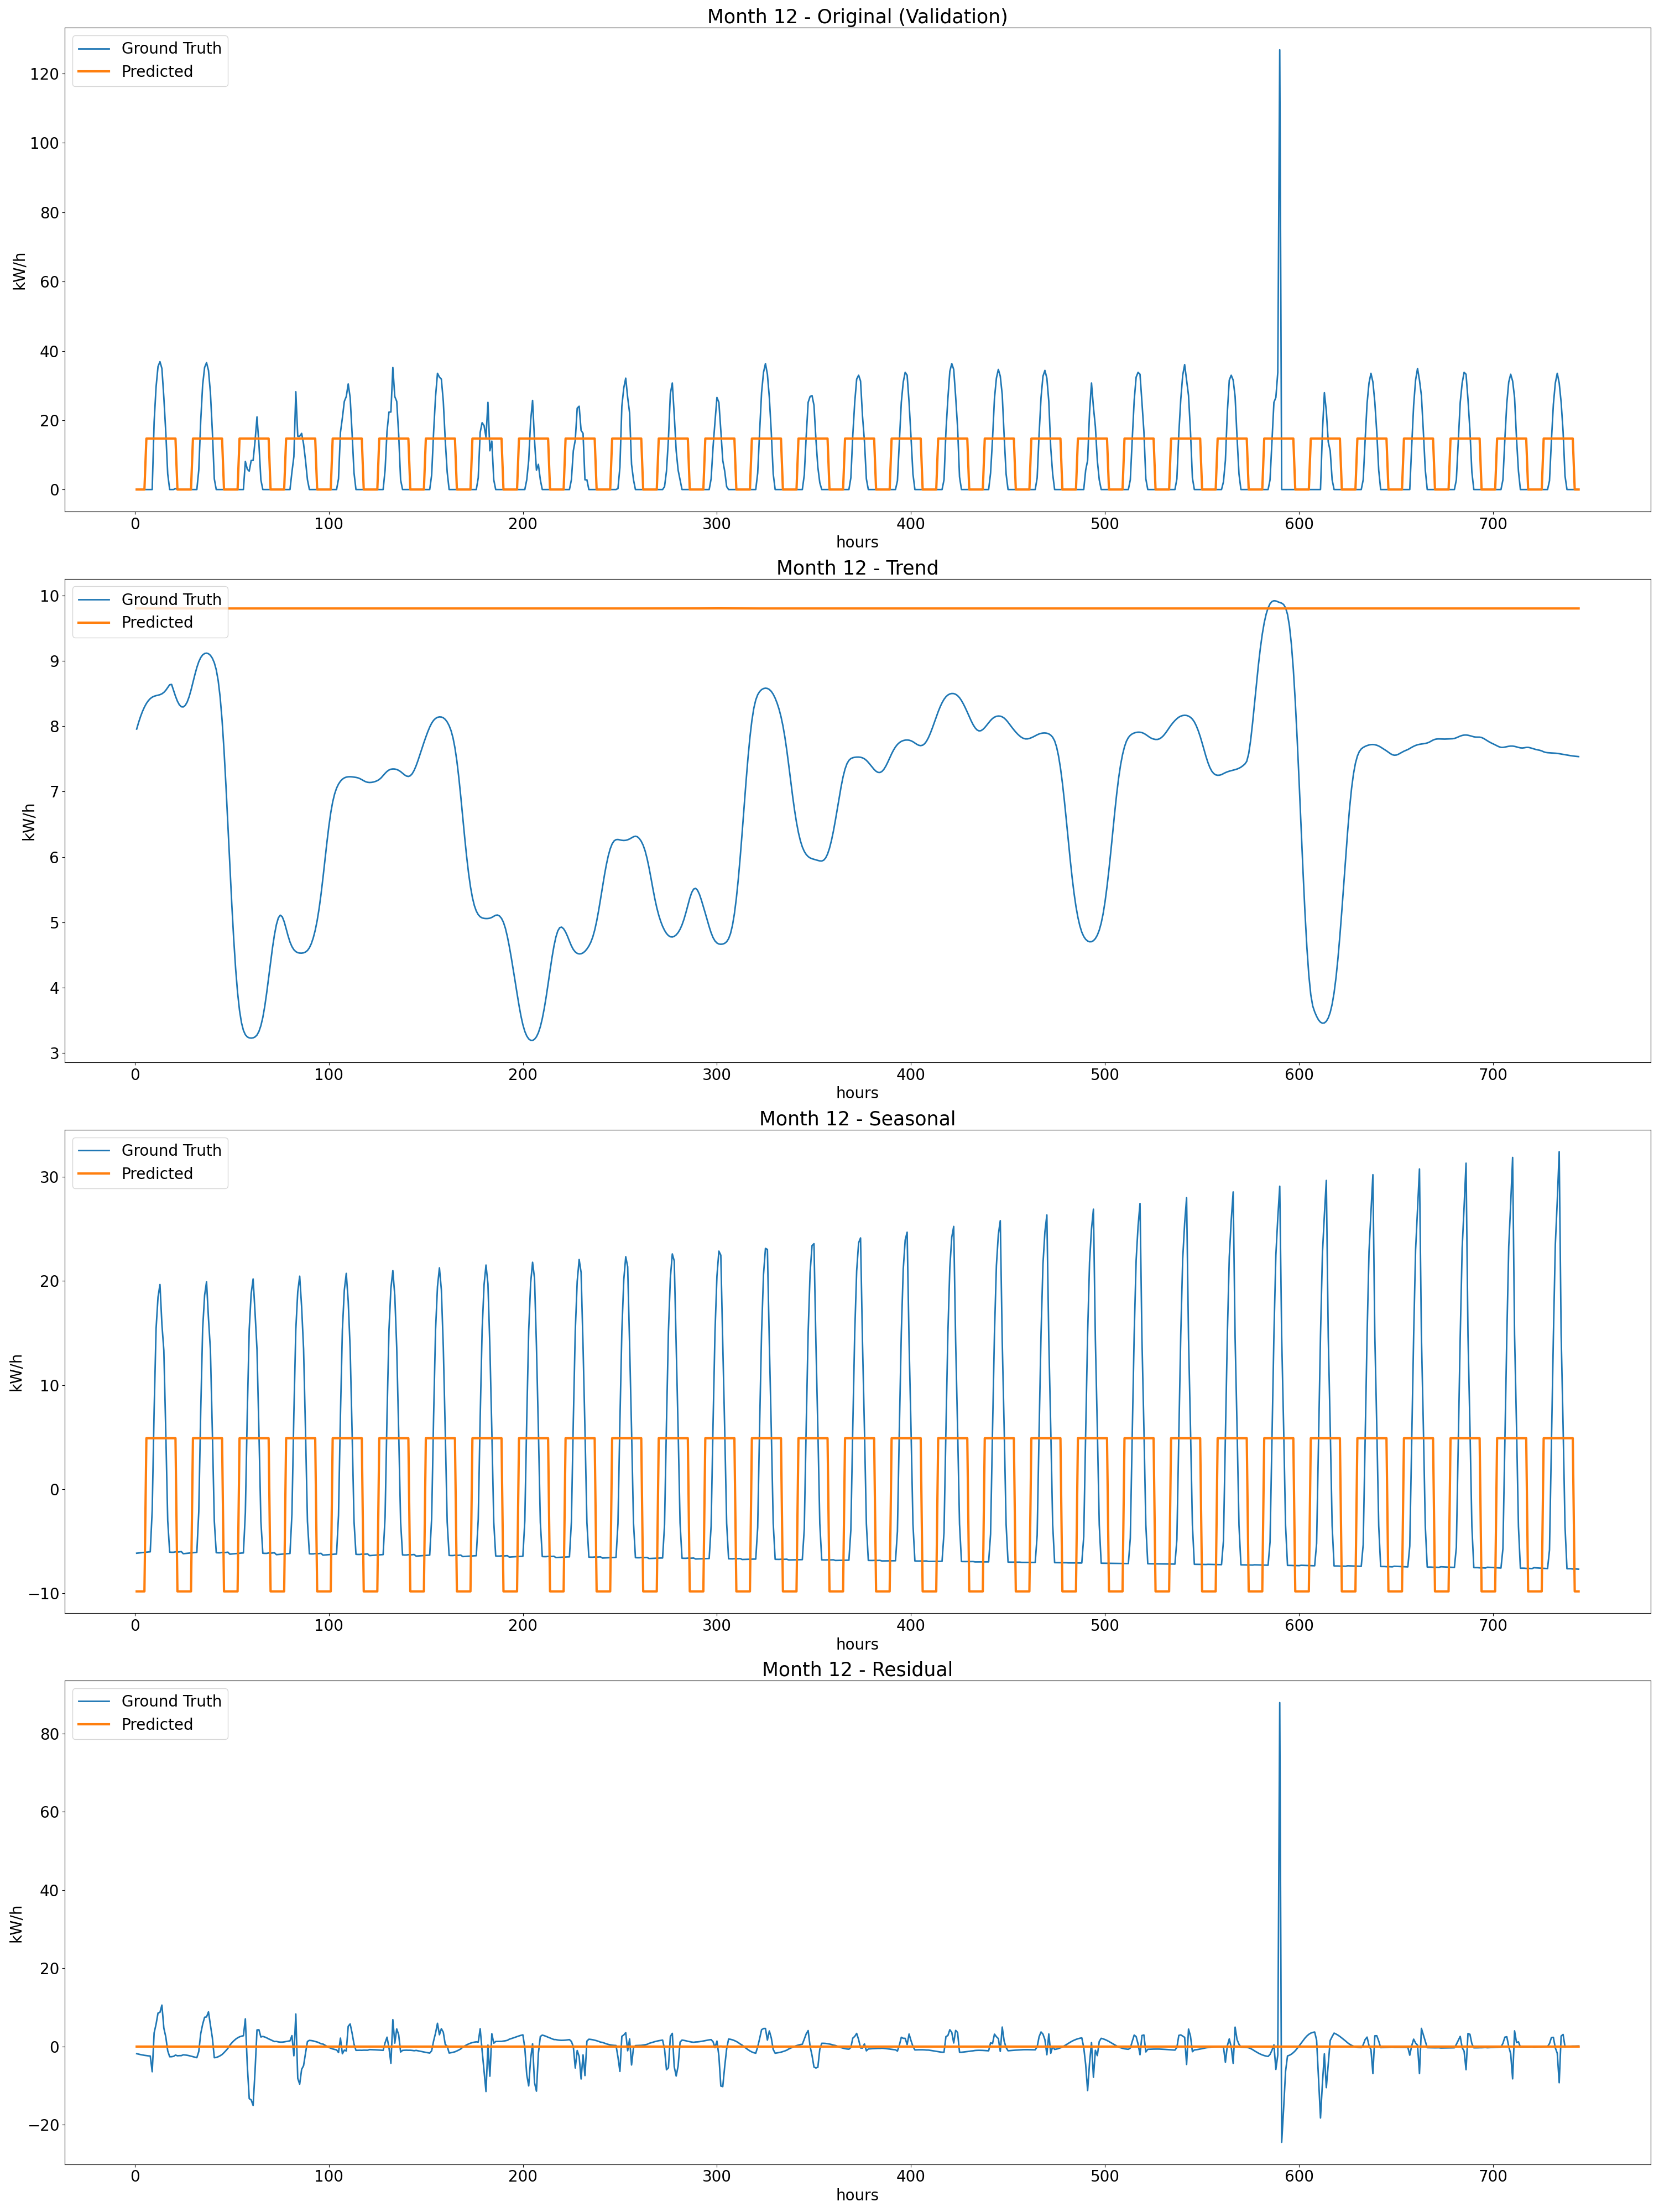 Month 12 - Original (Validation)
Ground Truth
Predicted
kW/h
120
100
80
60
40
20
0
0 100 200 300 400 500 600 700
hours
Month 12 - Trend
Ground Truth
Predicted
kW/h
10
9
8
7
6
5
4
3
0 100 200 300 400 500 600 700
hours
Month 12 - Seasonal
Ground Truth
Predicted
kW/h
30
20
10
0
−10
0 100 200 300 400 500 600 700
hours
Month 12 - Residual
Ground Truth
Predicted
kW/h
80
60
40
20
0
−20
0 100 200 300 400 500 600 700
hours